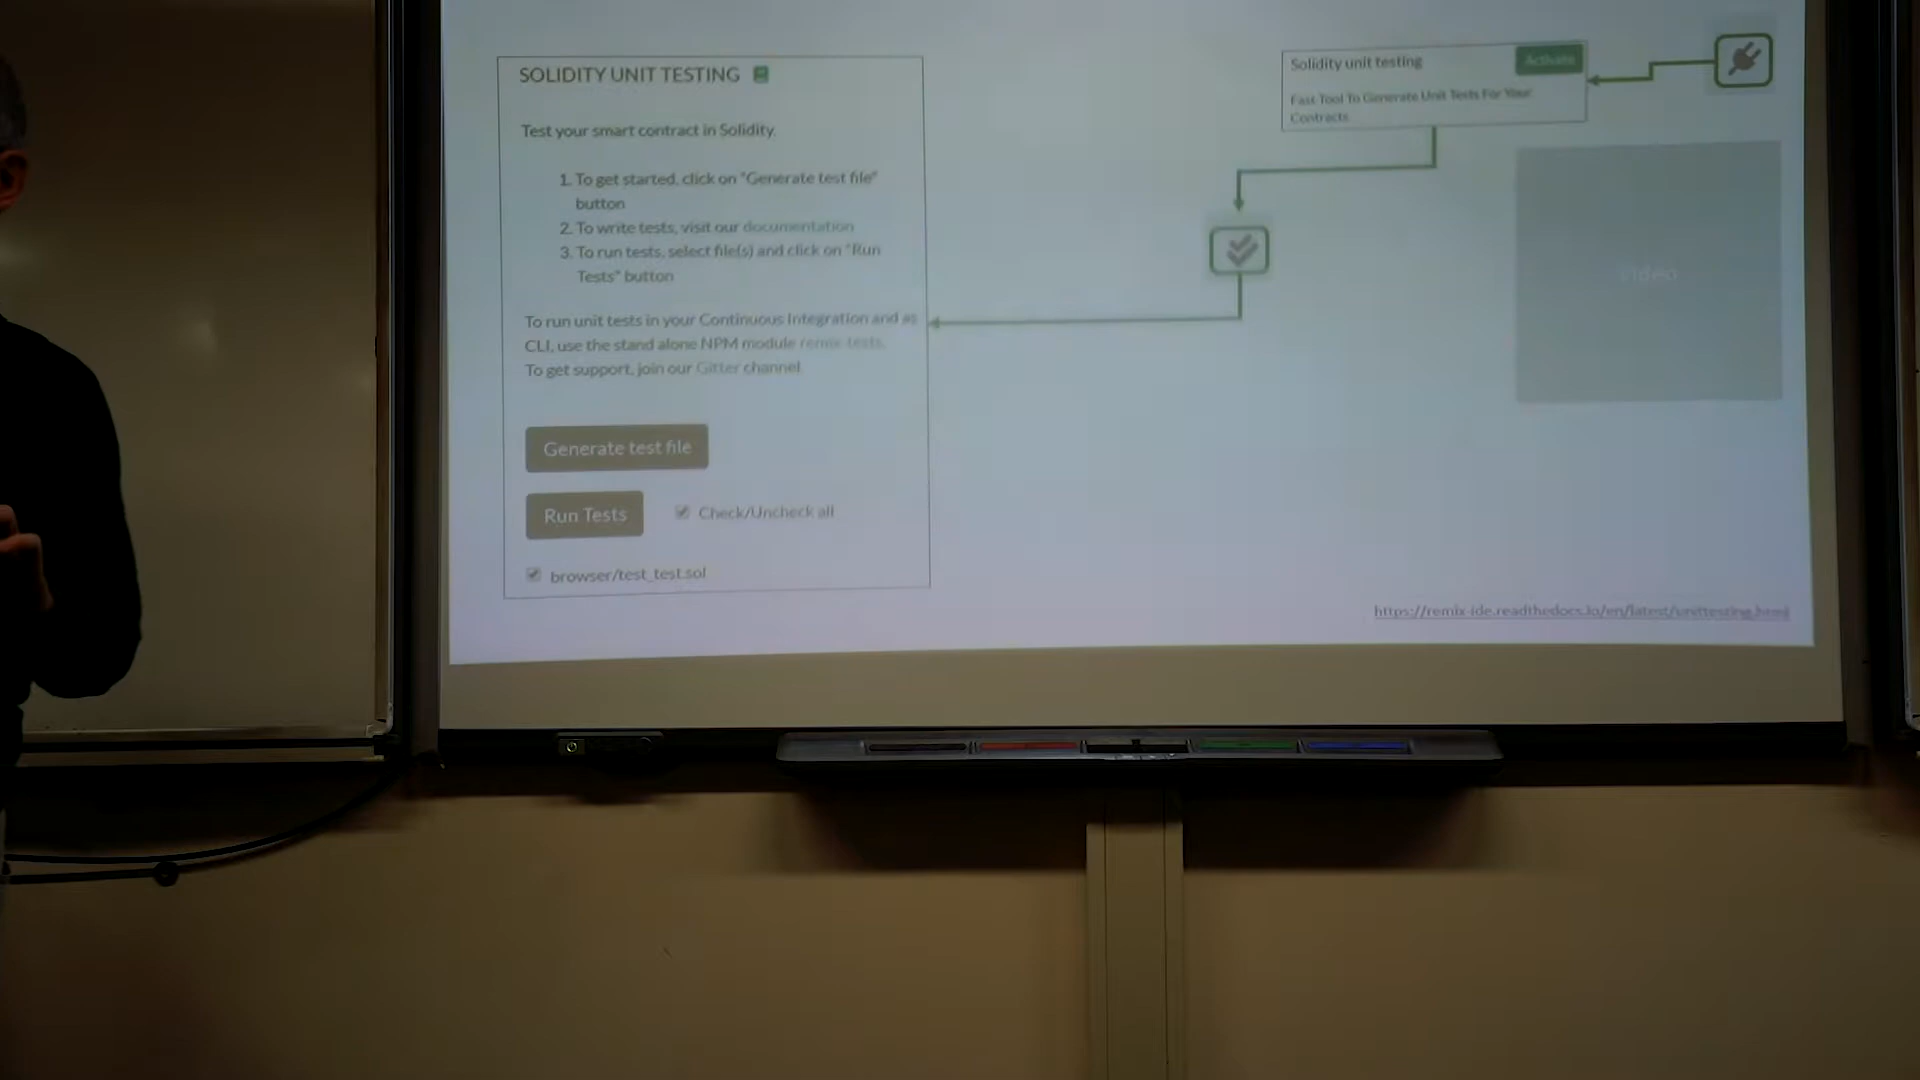 SOLIDITY UNIT TESTING
Test your smart contract in Solidity.
1. To get started, click on "Generate test file"
button
2. To write tests, visit our documentation
3. To run tests, select file(s) and click on "Run
Tests" button
To run unit tests in your Continuous Integration and as
CLI, use the stand alone NPM module remix-tests.
To get support, join our Gitter channel
Generate test file
Run Tests
Check/Uncheck all
browser/test_test.sol
Solidity unit testing
Activate
Fast Tool To Generate Unit Tests For Your
Contracts
video
https://remix-ide.readthedocs.io/en/latest/unittesting.html